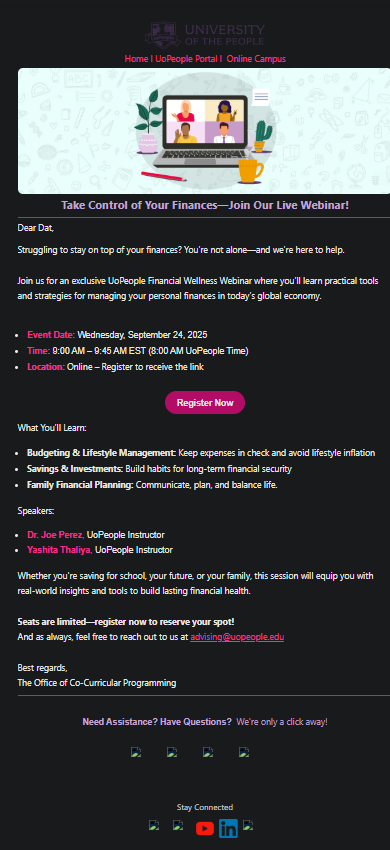 UNIVERSITY
OF THE PEOPLE
Home I UoPeople Portal I Online Campus
Take Control of Your Finances—Join Our Live Webinar!
Dear Dat,
Struggling to stay on top of your finances? You're not alone—and we're here to help.
Join us for an exclusive UoPeople Financial Wellness Webinar where you'll learn practical tools
and strategies for managing your personal finances in today's global economy.
• Event Date: Wednesday, September 24, 2025
• Time: 9:00 AM – 9:45 AM EST (8:00 AM UoPeople Time)
• Location: Online – Register to receive the link
Register Now
What You'll Learn:
• Budgeting & Lifestyle Management: Keep expenses in check and avoid lifestyle inflation
• Savings & Investments: Build habits for long-term financial security
• Family Financial Planning: Communicate, plan, and balance life.
Speakers:
• Dr. Joe Perez, UoPeople Instructor
• Yashita Thaliya, UoPeople Instructor
Whether you're saving for school, your future, or your family, this session will equip you with
real-world insights and tools to build lasting financial health.
Seats are limited—register now to reserve your spot!
And as always, feel free to reach out to us at advising@uopeople.edu
Best regards,
The Office of Co-Curricular Programming
Need Assistance? Have Questions? We're only a click away!
Stay Connected
in